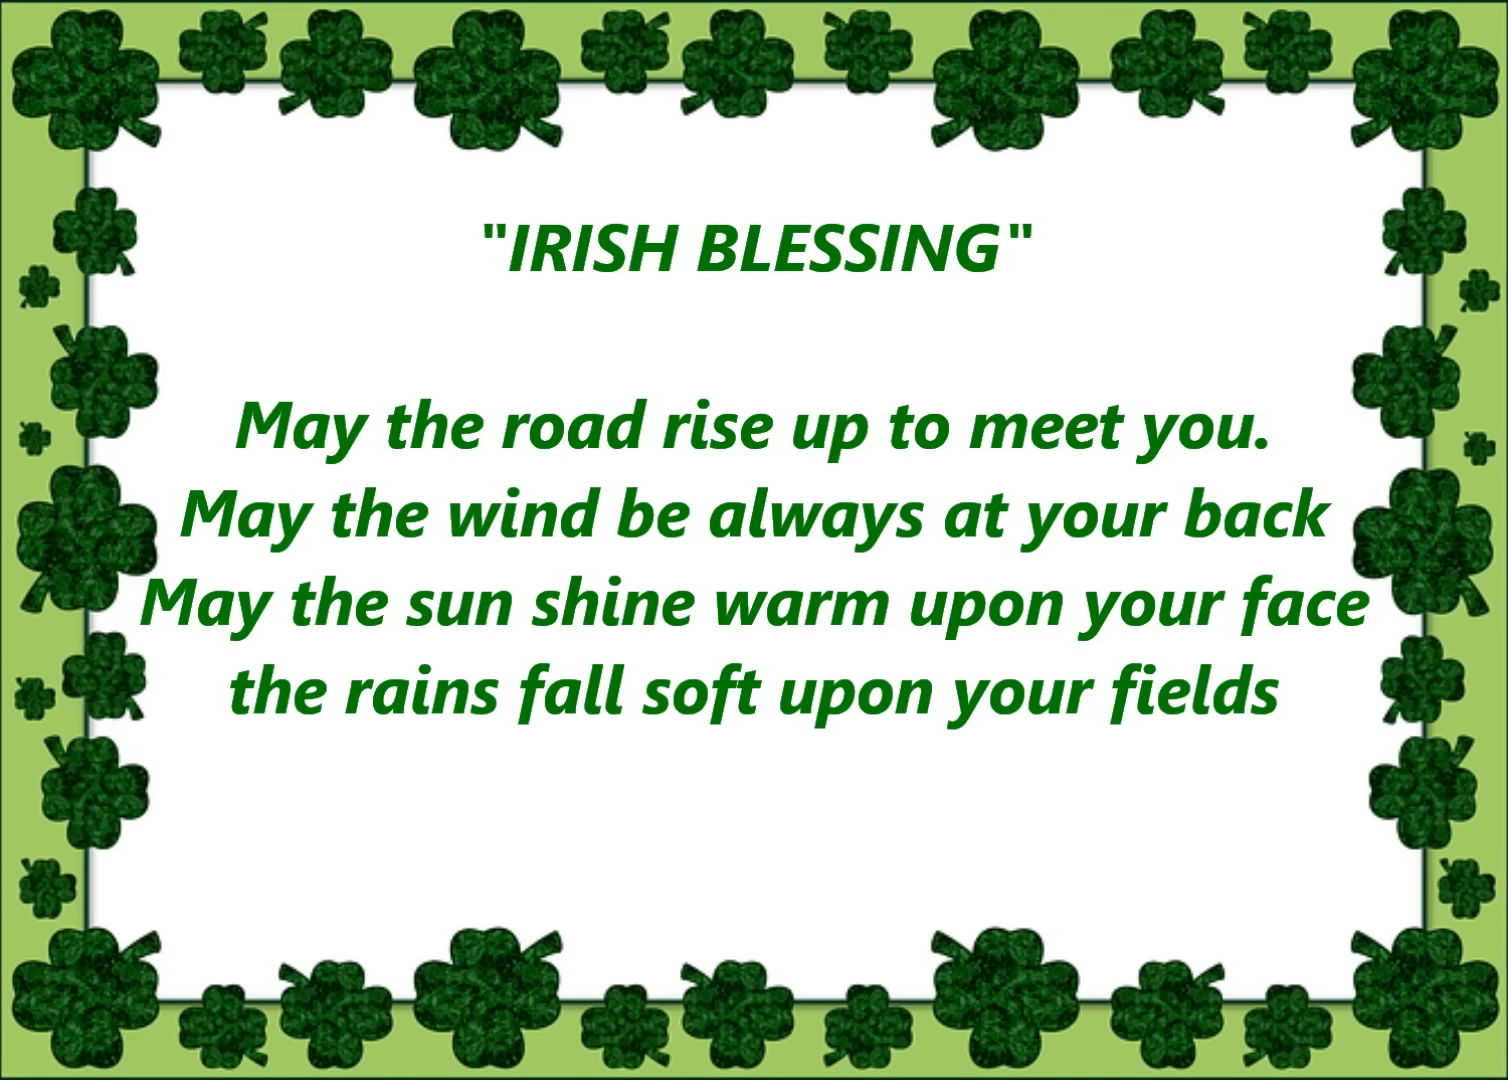 "IRISH BLESSING"
May the road rise up to meet you.
May the wind be always at your back
May the sun shine warm upon your face
the rains fall soft upon your fields